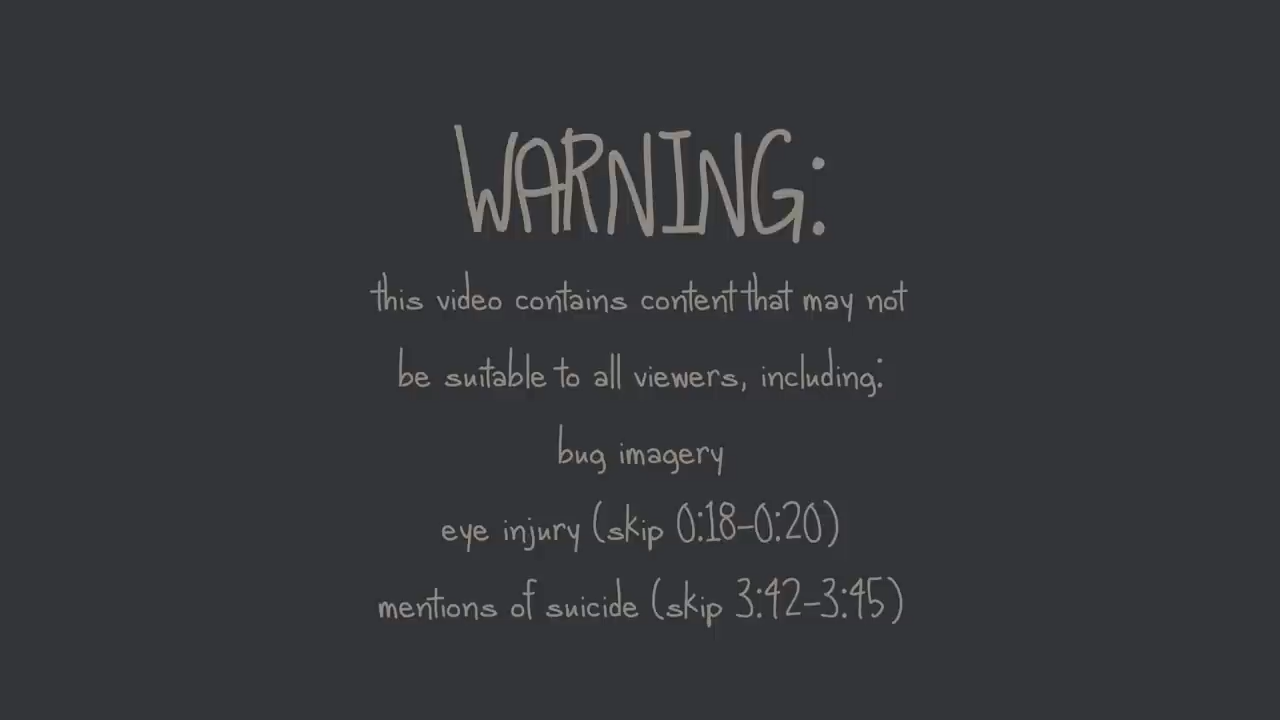 WARNING:
this video contains content that may not
be suitable to all viewers, including:
bug imagery
eye injury (skip 0:18-0:20)
mentions of suicide (skip 3:42-3:45)